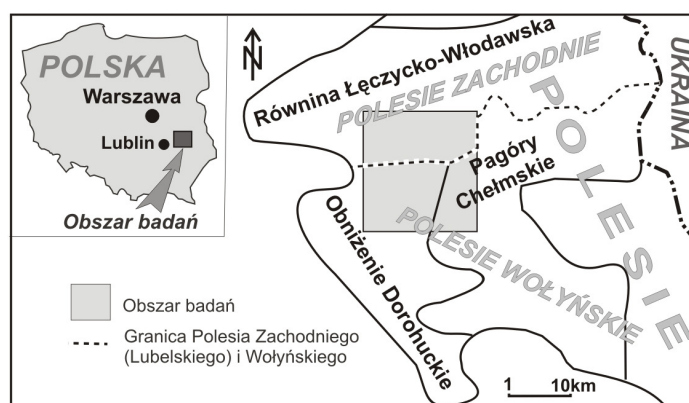 POLSKA
Warszawa
Lublin
Obszar badań
Obszar badań
Granica Polesia Zachodniego
(Lubelskiego) i Wołyńskiego
N
Równina Łęczycko-Włodawska
POLESIE ZACHODNIE
UKRAINA
POLESIE
Pagóry
Chełmskie
Obniżenie Dorohuckie
POLESIE WOŁYŃSKIE
1 10km